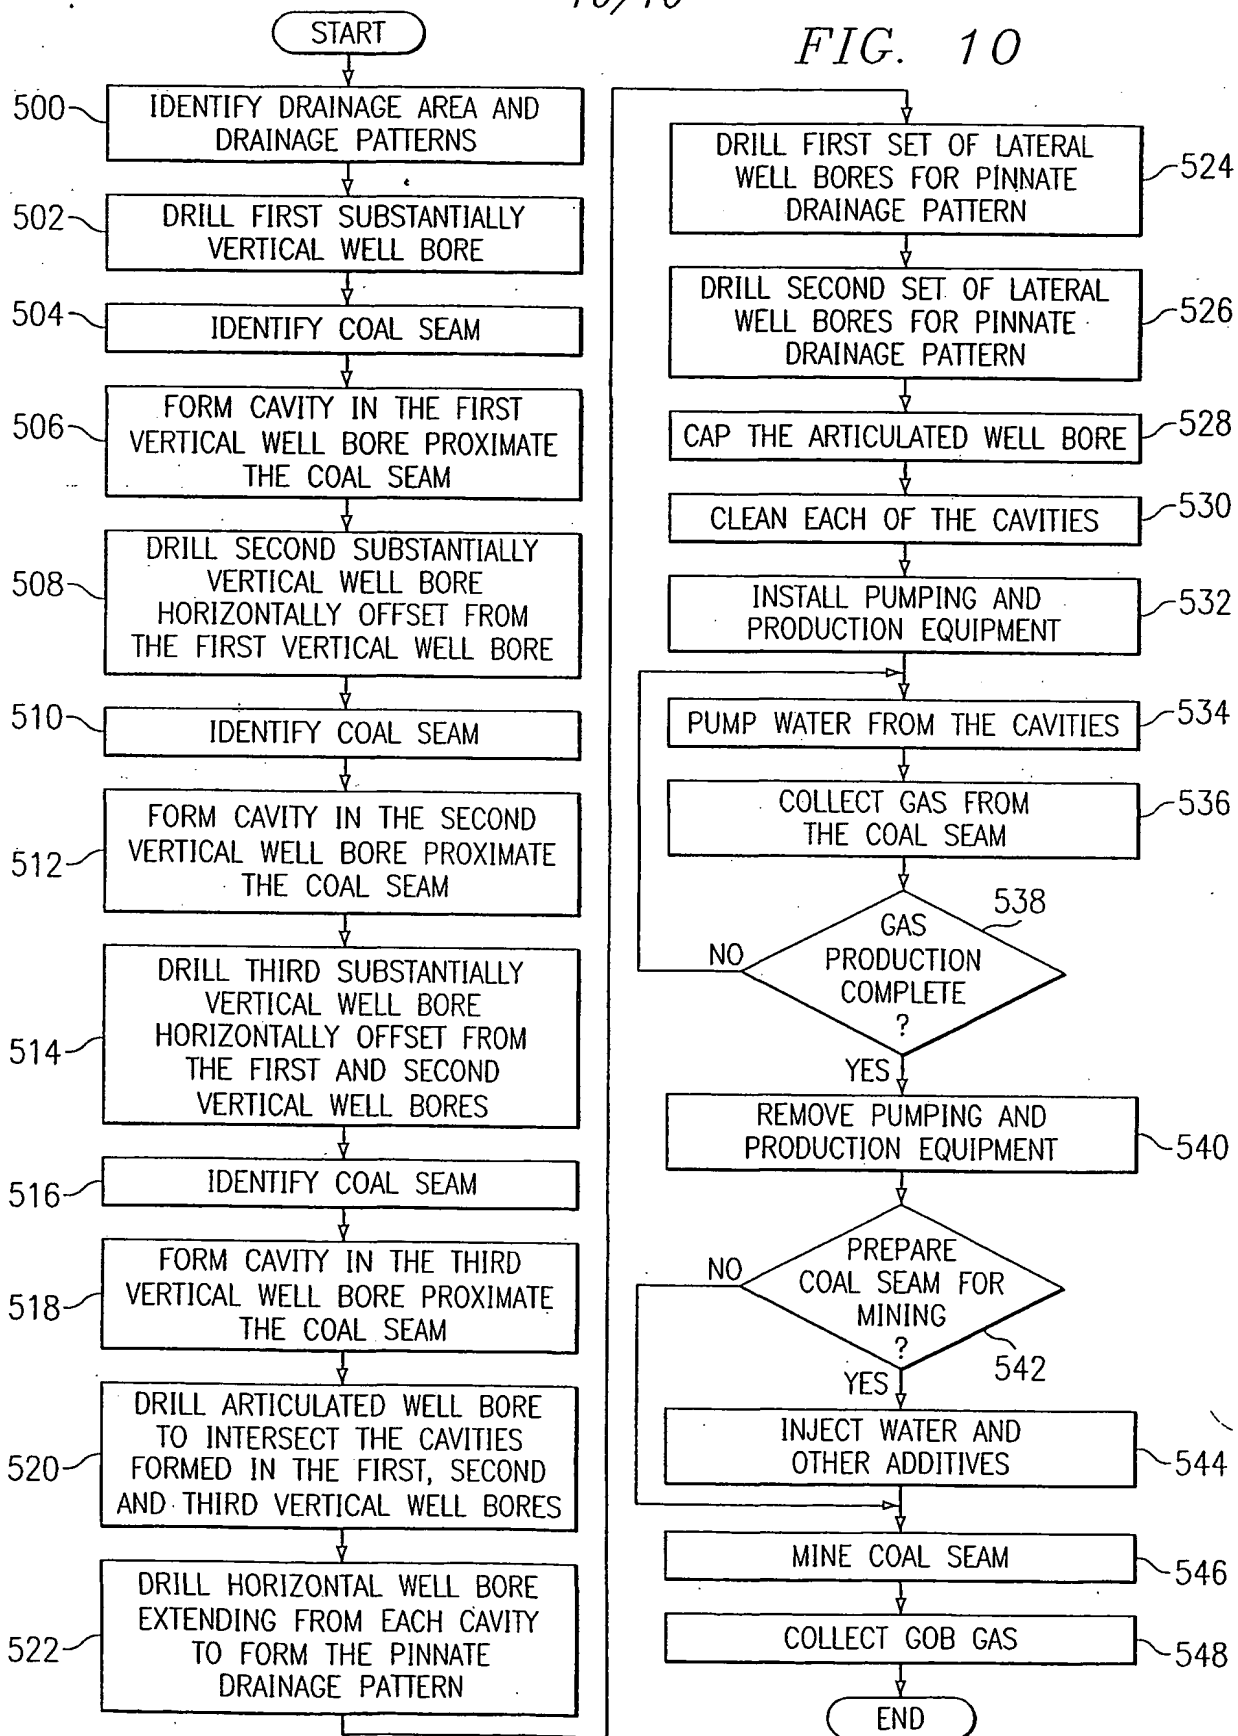 10/10
FIG. 10
START
500
IDENTIFY DRAINAGE AREA AND
DRAINAGE PATTERNS
502
DRILL FIRST SUBSTANTIALLY
VERTICAL WELL BORE
504
IDENTIFY COAL SEAM
506
FORM CAVITY IN THE FIRST
VERTICAL WELL BORE PROXIMATE
THE COAL SEAM
508
DRILL SECOND SUBSTANTIALLY
VERTICAL WELL BORE
HORIZONTALLY OFFSET FROM
THE FIRST VERTICAL WELL BORE
510
IDENTIFY COAL SEAM
512
FORM CAVITY IN THE SECOND
VERTICAL WELL BORE PROXIMATE
THE COAL SEAM
514
DRILL THIRD SUBSTANTIALLY
VERTICAL WELL BORE
HORIZONTALLY OFFSET FROM
THE FIRST AND SECOND
VERTICAL WELL BORES
516
IDENTIFY COAL SEAM
518
FORM CAVITY IN THE THIRD
VERTICAL WELL BORE PROXIMATE
THE COAL SEAM
520
DRILL ARTICULATED WELL BORE
TO INTERSECT THE CAVITIES
FORMED IN THE FIRST, SECOND
AND THIRD VERTICAL WELL BORES
522
DRILL HORIZONTAL WELL BORE
EXTENDING FROM EACH CAVITY
TO FORM THE PINNATE
DRAINAGE PATTERN
DRILL FIRST SET OF LATERAL
WELL BORES FOR PINNATE
DRAINAGE PATTERN
524
DRILL SECOND SET OF LATERAL
WELL BORES FOR PINNATE
DRAINAGE PATTERN
526
CAP THE ARTICULATED WELL BORE
528
CLEAN EACH OF THE CAVITIES
530
INSTALL PUMPING AND
PRODUCTION EQUIPMENT
532
PUMP WATER FROM THE CAVITIES
534
COLLECT GAS FROM
THE COAL SEAM
536
538
GAS
PRODUCTION
COMPLETE
?
NO
YES
REMOVE PUMPING AND
PRODUCTION EQUIPMENT
540
PREPARE
COAL SEAM FOR
MINING
?
NO
542
YES
INJECT WATER AND
OTHER ADDITIVES
544
MINE COAL SEAM
546
COLLECT GOB GAS
548
END